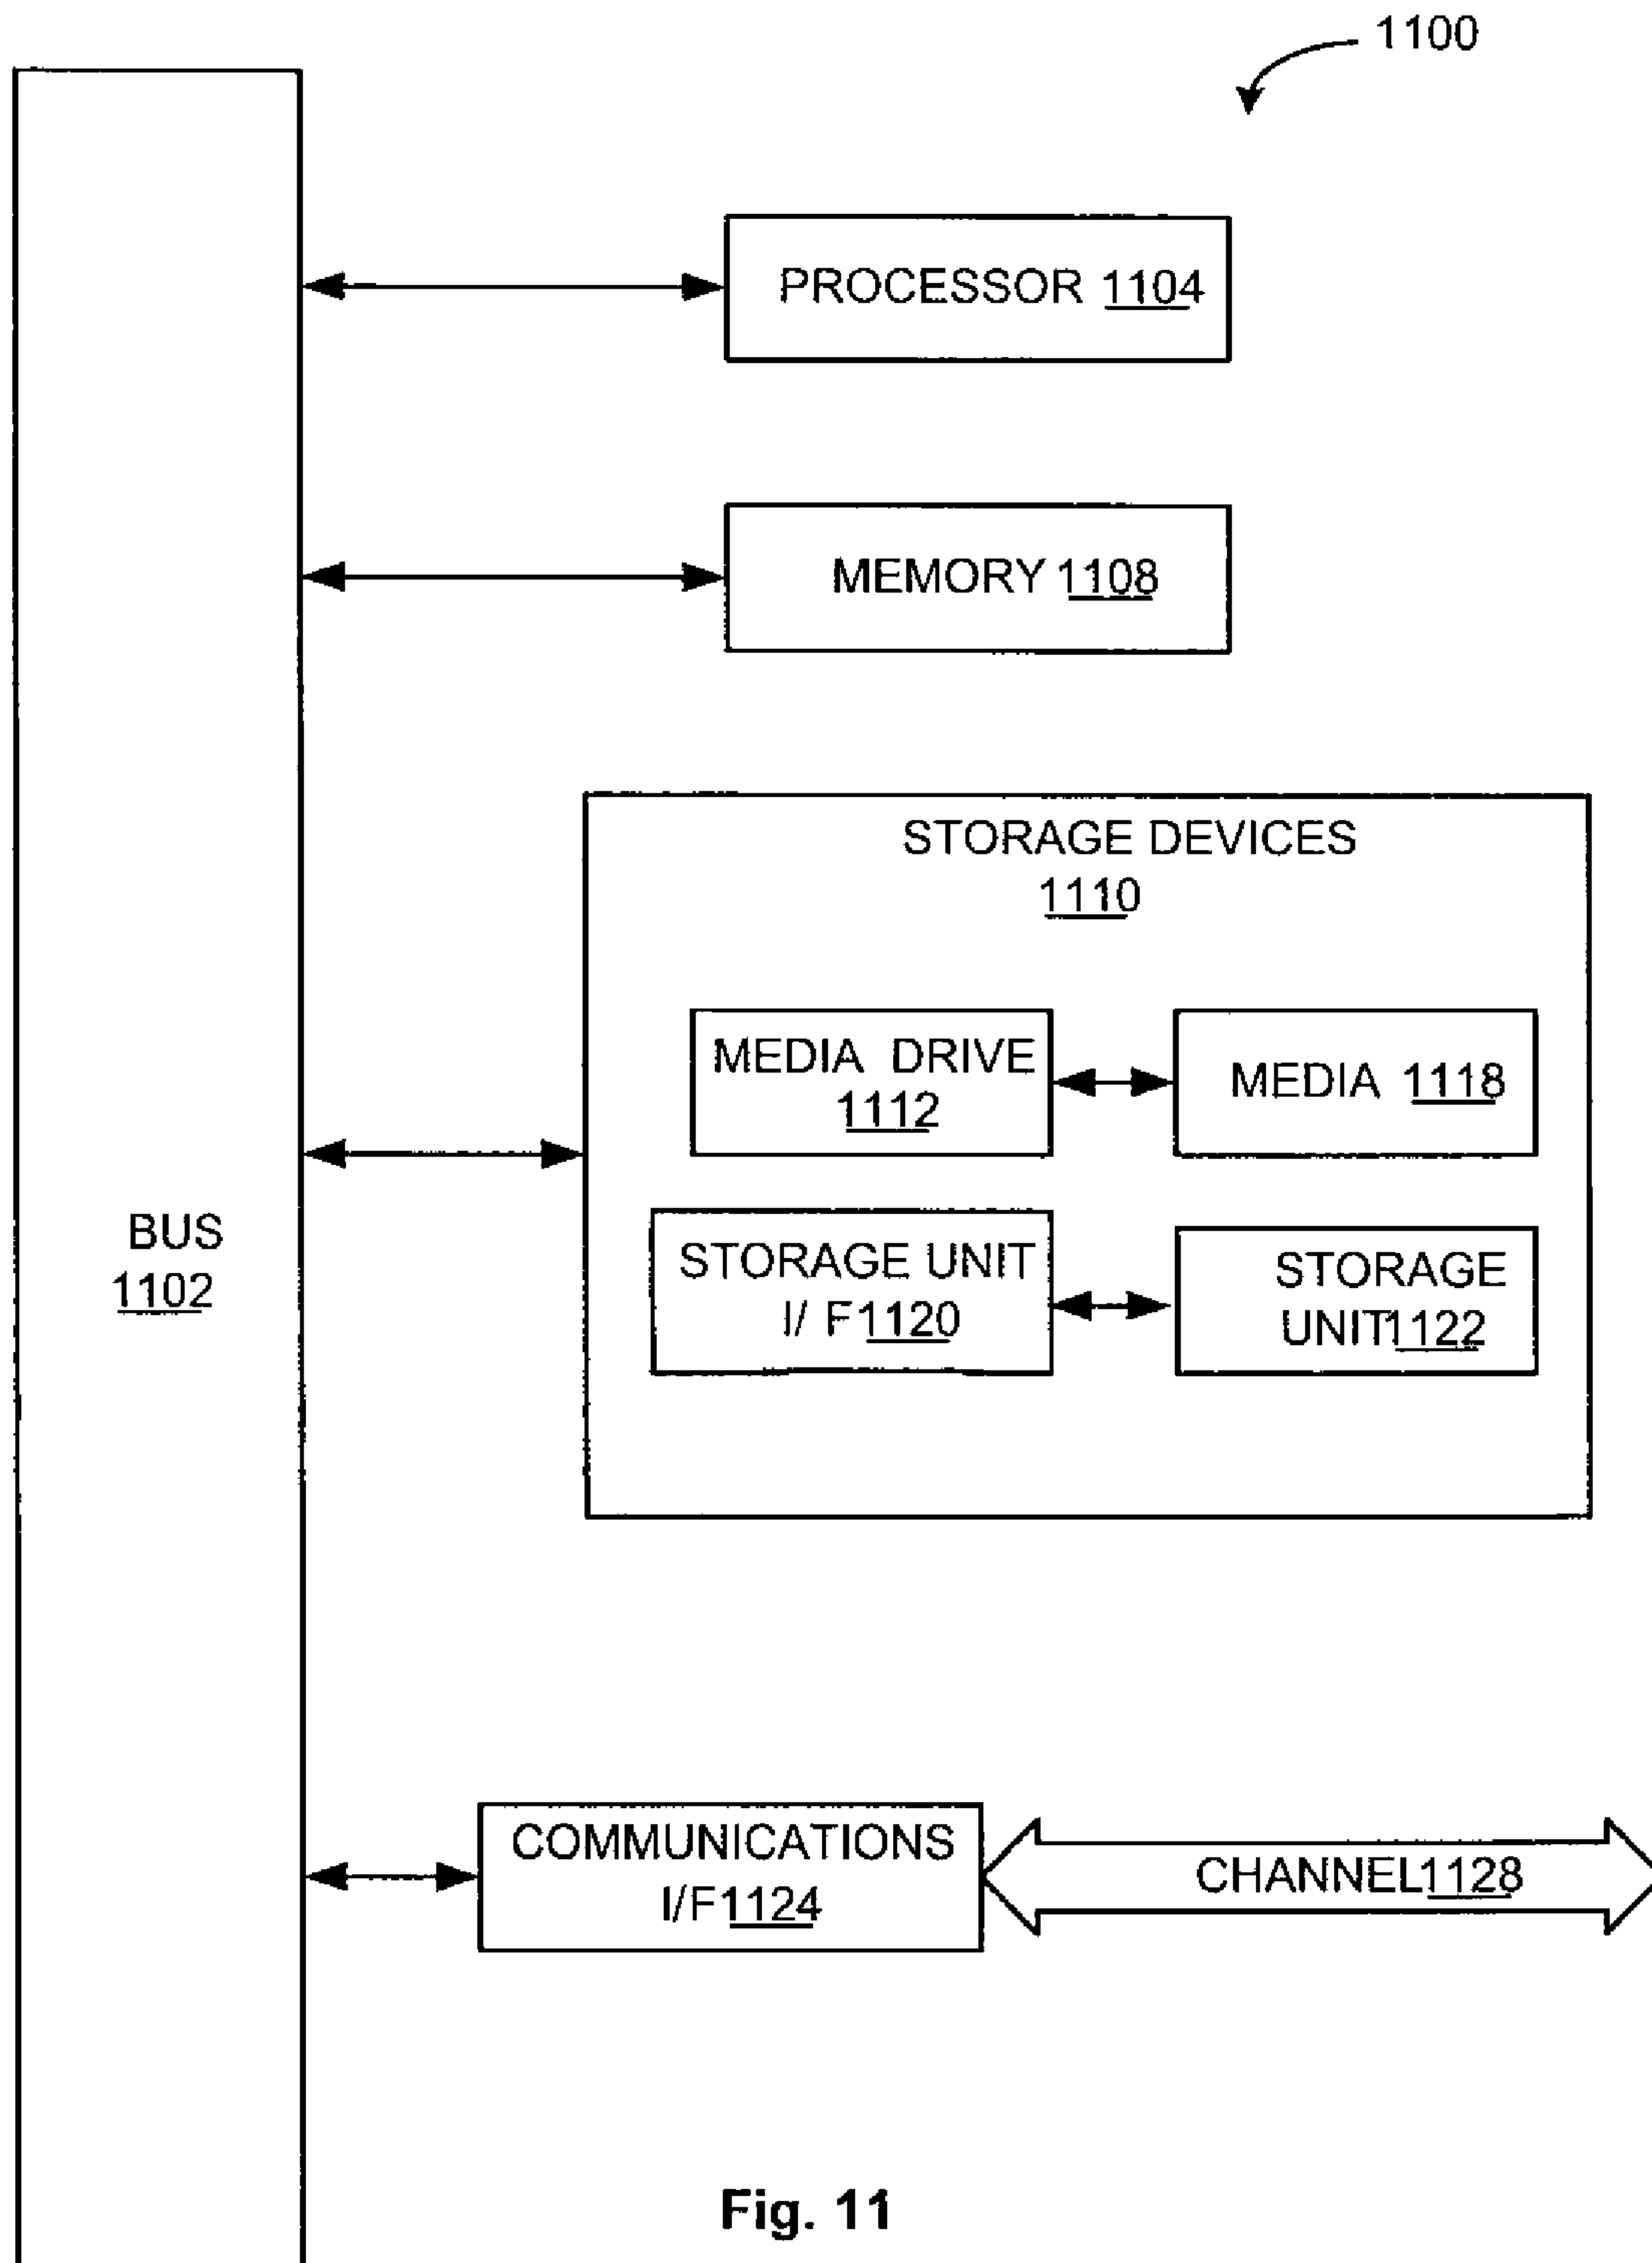 1100
PROCESSOR 1104
MEMORY 1108
STORAGE DEVICES
1110
MEDIA DRIVE
1112
MEDIA 1118
BUS
1102
STORAGE UNIT
I/ F1120
STORAGE
UNIT1122
COMMUNICATIONS
I/F1124
CHANNEL1128
Fig. 11